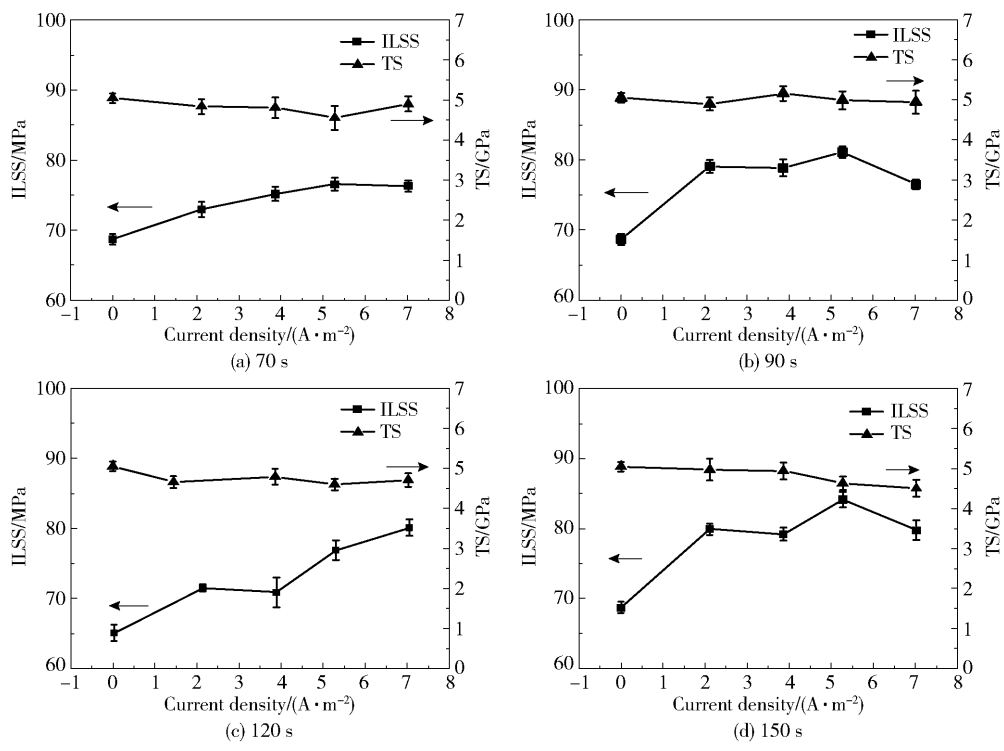 100
90
80
70
60
ILSS/MPa
ILSS
TS
7
6
5
4
3
2
1
0
TS/GPa
−1 0 1 2 3 4 5 6 7 8
Current density/(A·m⁻²)
(a) 70 s
100
90
80
70
60
ILSS/MPa
ILSS
TS
7
6
5
4
3
2
1
0
TS/GPa
−1 0 1 2 3 4 5 6 7 8
Current density/(A·m⁻²)
(b) 90 s
100
90
80
70
60
ILSS/MPa
ILSS
TS
7
6
5
4
3
2
1
0
TS/GPa
−1 0 1 2 3 4 5 6 7 8
Current density/(A·m⁻²)
(c) 120 s
100
90
80
70
60
ILSS/MPa
ILSS
TS
7
6
5
4
3
2
1
0
TS/GPa
−1 0 1 2 3 4 5 6 7 8
Current density/(A·m⁻²)
(d) 150 s